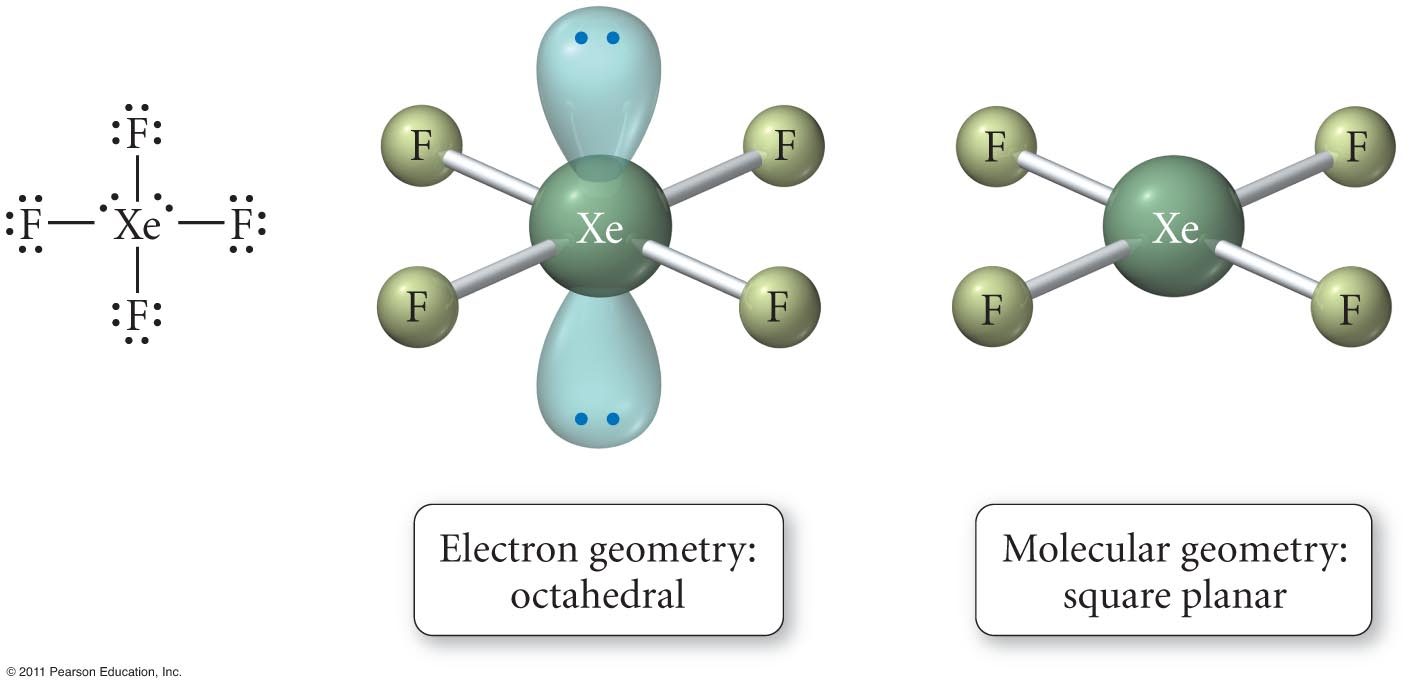 F
F Xe F
F
F F
Xe
F F
F F
Xe
F F
Electron geometry:
octahedral
Molecular geometry:
square planar
© 2011 Pearson Education, Inc.